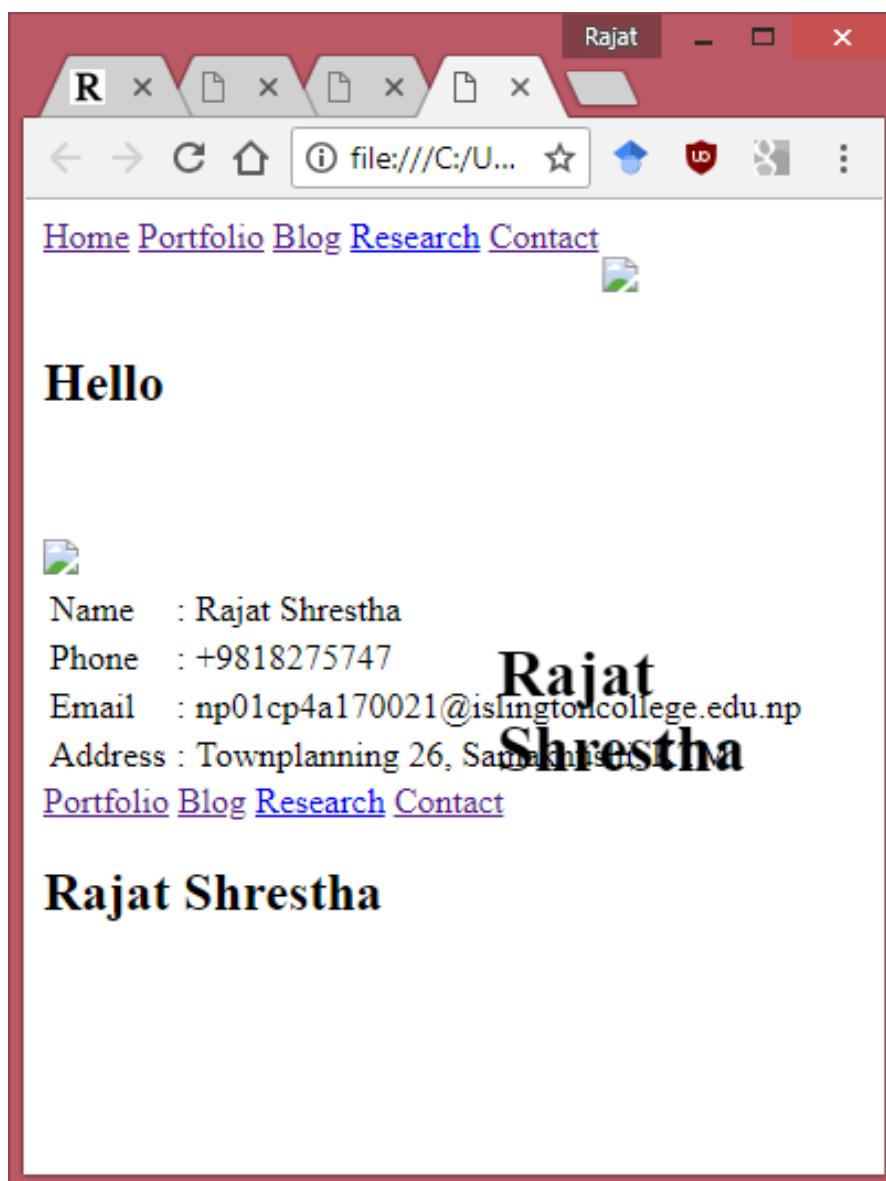 Rajat
R
file:///C:/U...
Home Portfolio Blog Research Contact
Hello
Name : Rajat Shrestha
Phone : +9818275747
Email : np01cp4a170021@islingtoncollege.edu.np
Address : Townplanning 26,
Rajat
Shrestha
Portfolio Blog Research Contact
Rajat Shrestha